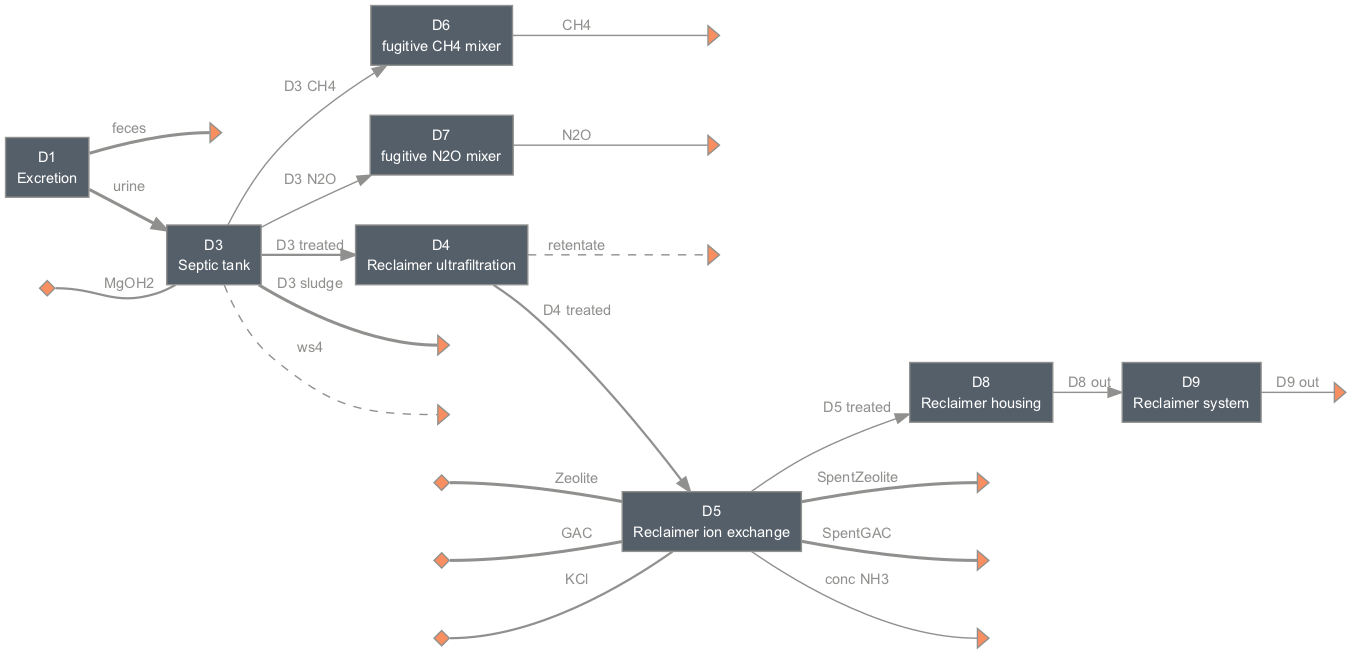 D6
fugitive CH4 mixer
CH4
D3 CH4
D7
fugitive N2O mixer
N2O
feces
D1
Excretion
urine
D3 N2O
D3
Septic tank
D3 treated
D4
Reclaimer ultrafiltration
retentate
MgOH2
D3 sludge
D4 treated
ws4
D8
Reclaimer housing
D8 out
D9
Reclaimer system
D9 out
D5 treated
Zeolite
SpentZeolite
D5
Reclaimer ion exchange
GAC
SpentGAC
KCl
conc NH3